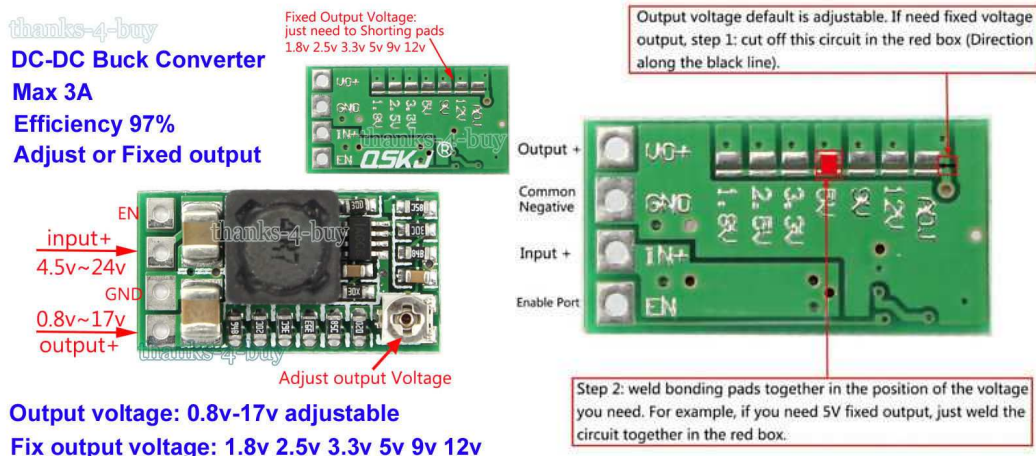 thanks-4-buy
DC-DC Buck Converter
Max 3A
Efficiency 97%
Adjust or Fixed output
Fixed Output Voltage:
just need to Shorting pads
1.8v 2.5v 3.3v 5v 9v 12v
VO+
GND
IN+
EN
1.8V
2.5V
3.3V
5V
9V
12V
ADJ
thanks-4-buy
QSKJ®
EN
input+
4.5v~24v
GND
0.8v~17v
output+
thanks-4-buy
4R7
thanks-4-buy
Adjust output Voltage
Output voltage: 0.8v-17v adjustable
Fix output voltage: 1.8v 2.5v 3.3v 5v 9v 12v
Output voltage default is adjustable. If need fixed voltage
output, step 1: cut off this circuit in the red box (Direction
along the black line).
Output +
Common
Negative
Input +
Enable Port
VO+
GND
IN+
EN
1.8V
2.5V
3.3V
5V
9V
12V
ADJ
Step 2: weld bonding pads together in the position of the voltage
you need. For example, if you need 5V fixed output, just weld the
circuit together in the red box.